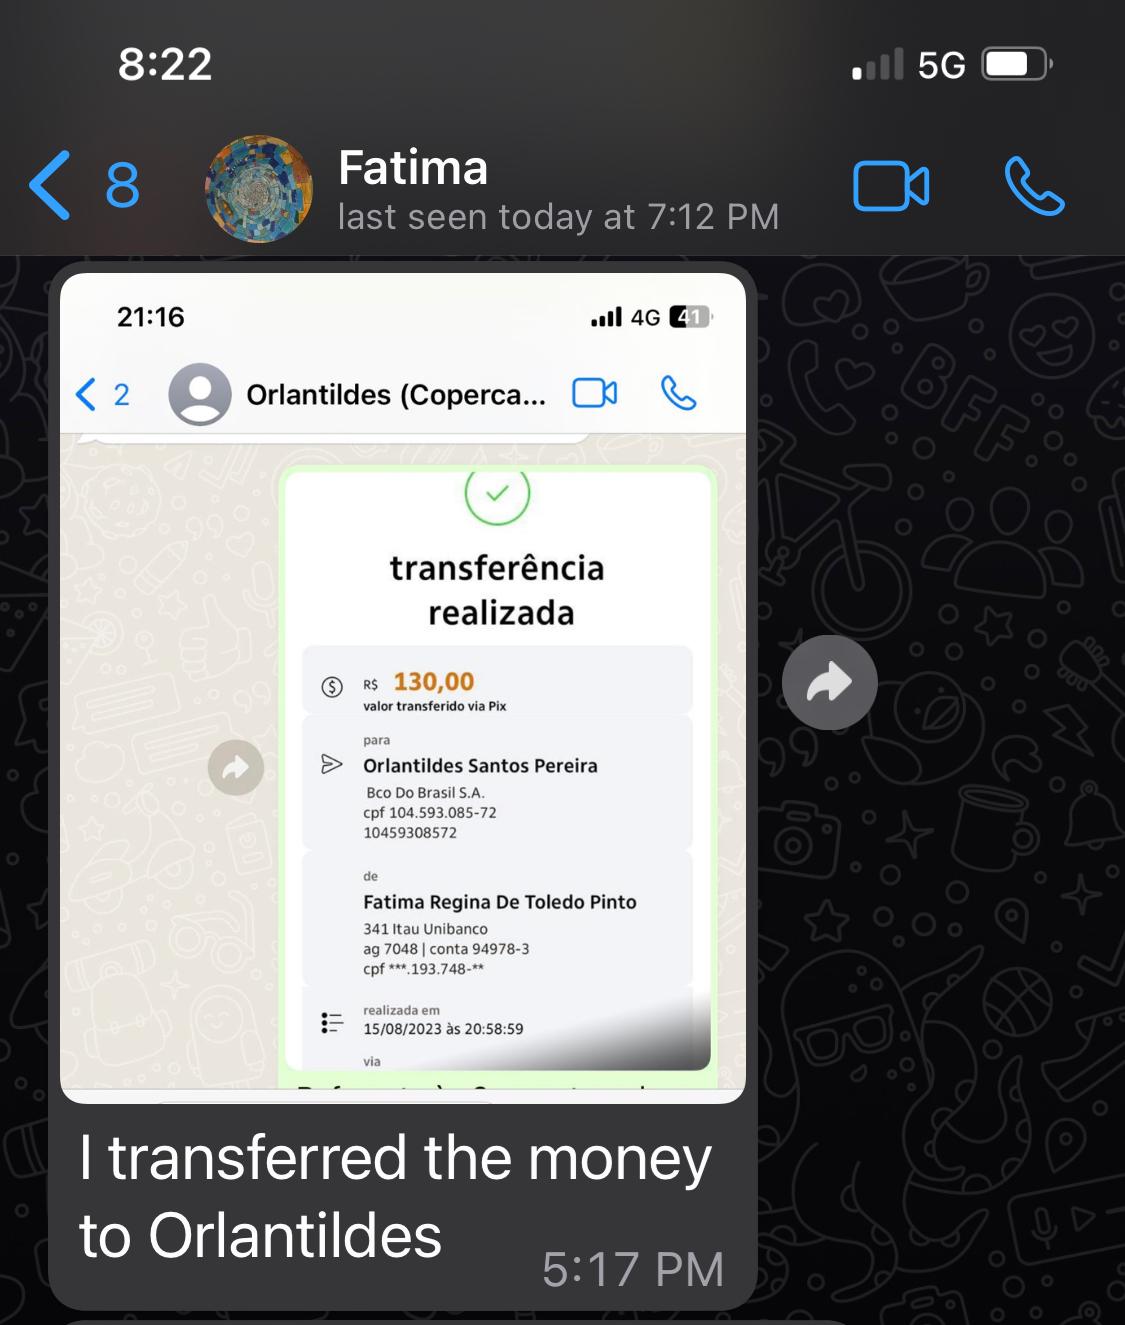 8:22
5G
8
Fatima
last seen today at 7:12 PM
21:16
4G 41
2
Orlantildes (Coperca...
transferência
realizada
R$ 130,00
valor transferido via Pix
para
Orlantildes Santos Pereira
Bco Do Brasil S.A.
cpf 104.593.085-72
10459308572
de
Fatima Regina De Toledo Pinto
341 Itau Unibanco
ag 7048 | conta 94978-3
cpf ***.193.748-**
realizada em
15/08/2023 às 20:58:59
via
I transferred the money
to Orlantildes
5:17 PM